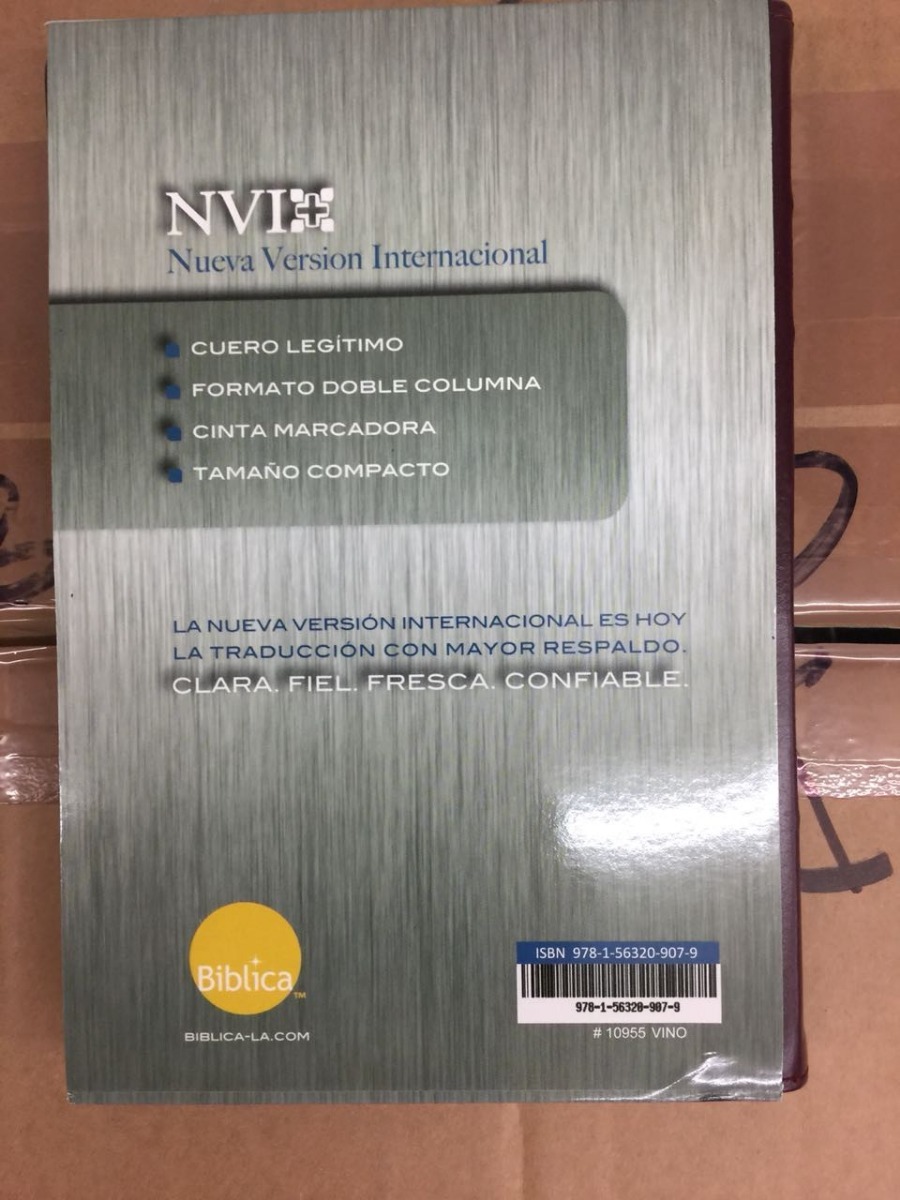 NVI
Nueva Version Internacional
CUERO LEGÍTIMO
FORMATO DOBLE COLUMNA
CINTA MARCADORA
TAMAÑO COMPACTO
LA NUEVA VERSIÓN INTERNACIONAL ES HOY
LA TRADUCCIÓN CON MAYOR RESPALDO.
CLARA. FIEL. FRESCA. CONFIABLE.
Biblica™
BIBLICA-LA.COM
ISBN 978-1-56320-907-9
978-1-56320-907-9
# 10955 VINO